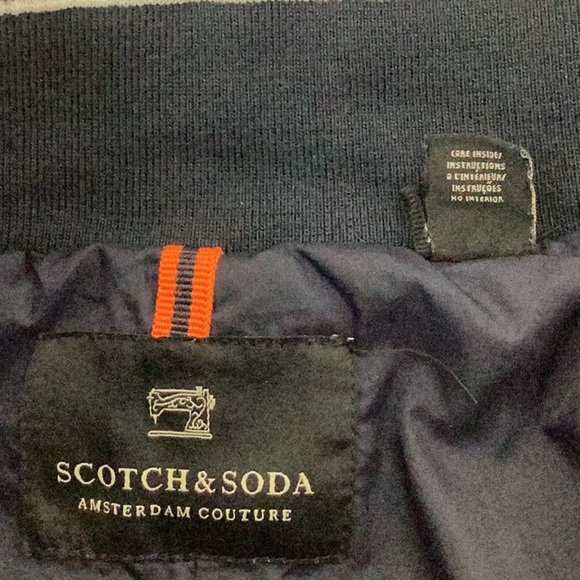 CARE INSIDE/
INSTRUCTIONS
A L'INTÉRIEUR/
INSTRUÇÕES
NO INTERIOR
SCOTCH & SODA
AMSTERDAM COUTURE